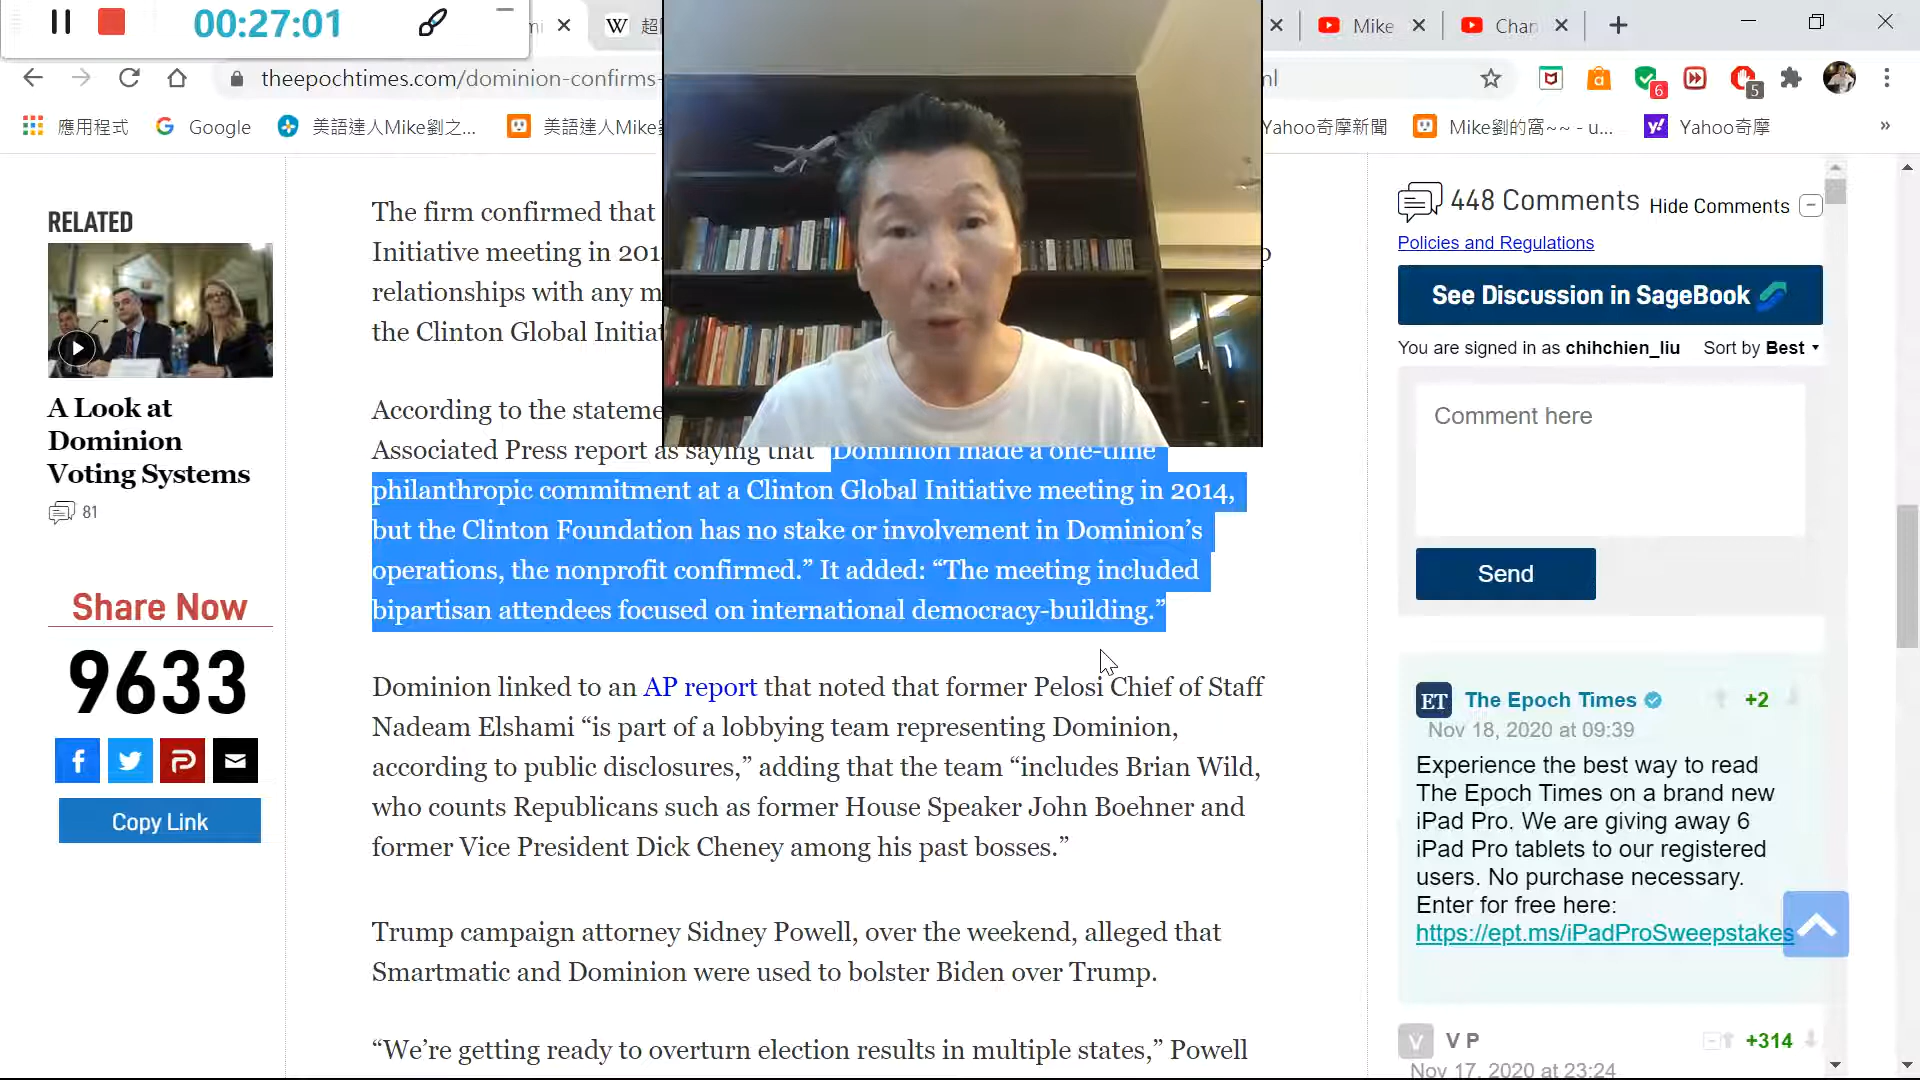 00:27:01
超
Mike
Chan
theepochtimes.com/dominion-confirms-
應用程式
Google
美語達人Mike劉之...
美語達人Mike
Yahoo奇摩新聞
Mike劉的窩~~ - u...
Yahoo奇摩
»
RELATED
A Look at
Dominion
Voting Systems
81
Share Now
9633
Copy Link
The firm confirmed that
Initiative meeting in 201
relationships with any m
the Clinton Global Initiat
According to the stateme
Associated Press report as saying that “Dominion made a one-time
philanthropic commitment at a Clinton Global Initiative meeting in 2014,
but the Clinton Foundation has no stake or involvement in Dominion’s
operations, the nonprofit confirmed.” It added: “The meeting included
bipartisan attendees focused on international democracy-building.”
Dominion linked to an AP report that noted that former Pelosi Chief of Staff
Nadeam Elshami “is part of a lobbying team representing Dominion,
according to public disclosures,” adding that the team “includes Brian Wild,
who counts Republicans such as former House Speaker John Boehner and
former Vice President Dick Cheney among his past bosses.”
Trump campaign attorney Sidney Powell, over the weekend, alleged that
Smartmatic and Dominion were used to bolster Biden over Trump.
“We’re getting ready to overturn election results in multiple states,” Powell
448 Comments Hide Comments
Policies and Regulations
See Discussion in SageBook
You are signed in as chihchien_liu Sort by Best
Comment here
Send
ET The Epoch Times +2
Nov 18, 2020 at 09:39
Experience the best way to read
The Epoch Times on a brand new
iPad Pro. We are giving away 6
iPad Pro tablets to our registered
users. No purchase necessary.
Enter for free here:
https://ept.ms/iPadProSweepstakes
V V P +314
Nov 17, 2020 at 23:24